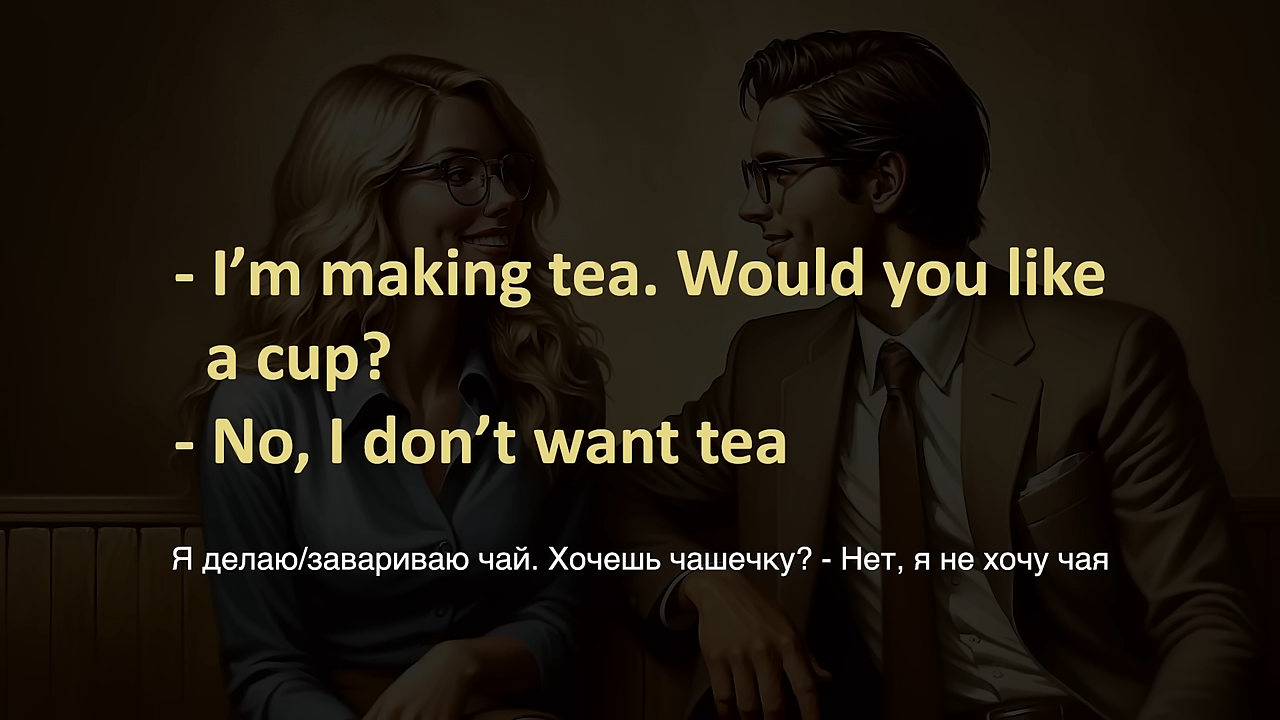 - I’m making tea. Would you like
a cup?
- No, I don’t want tea
Я делаю/завариваю чай. Хочешь чашечку? - Нет, я не хочу чая